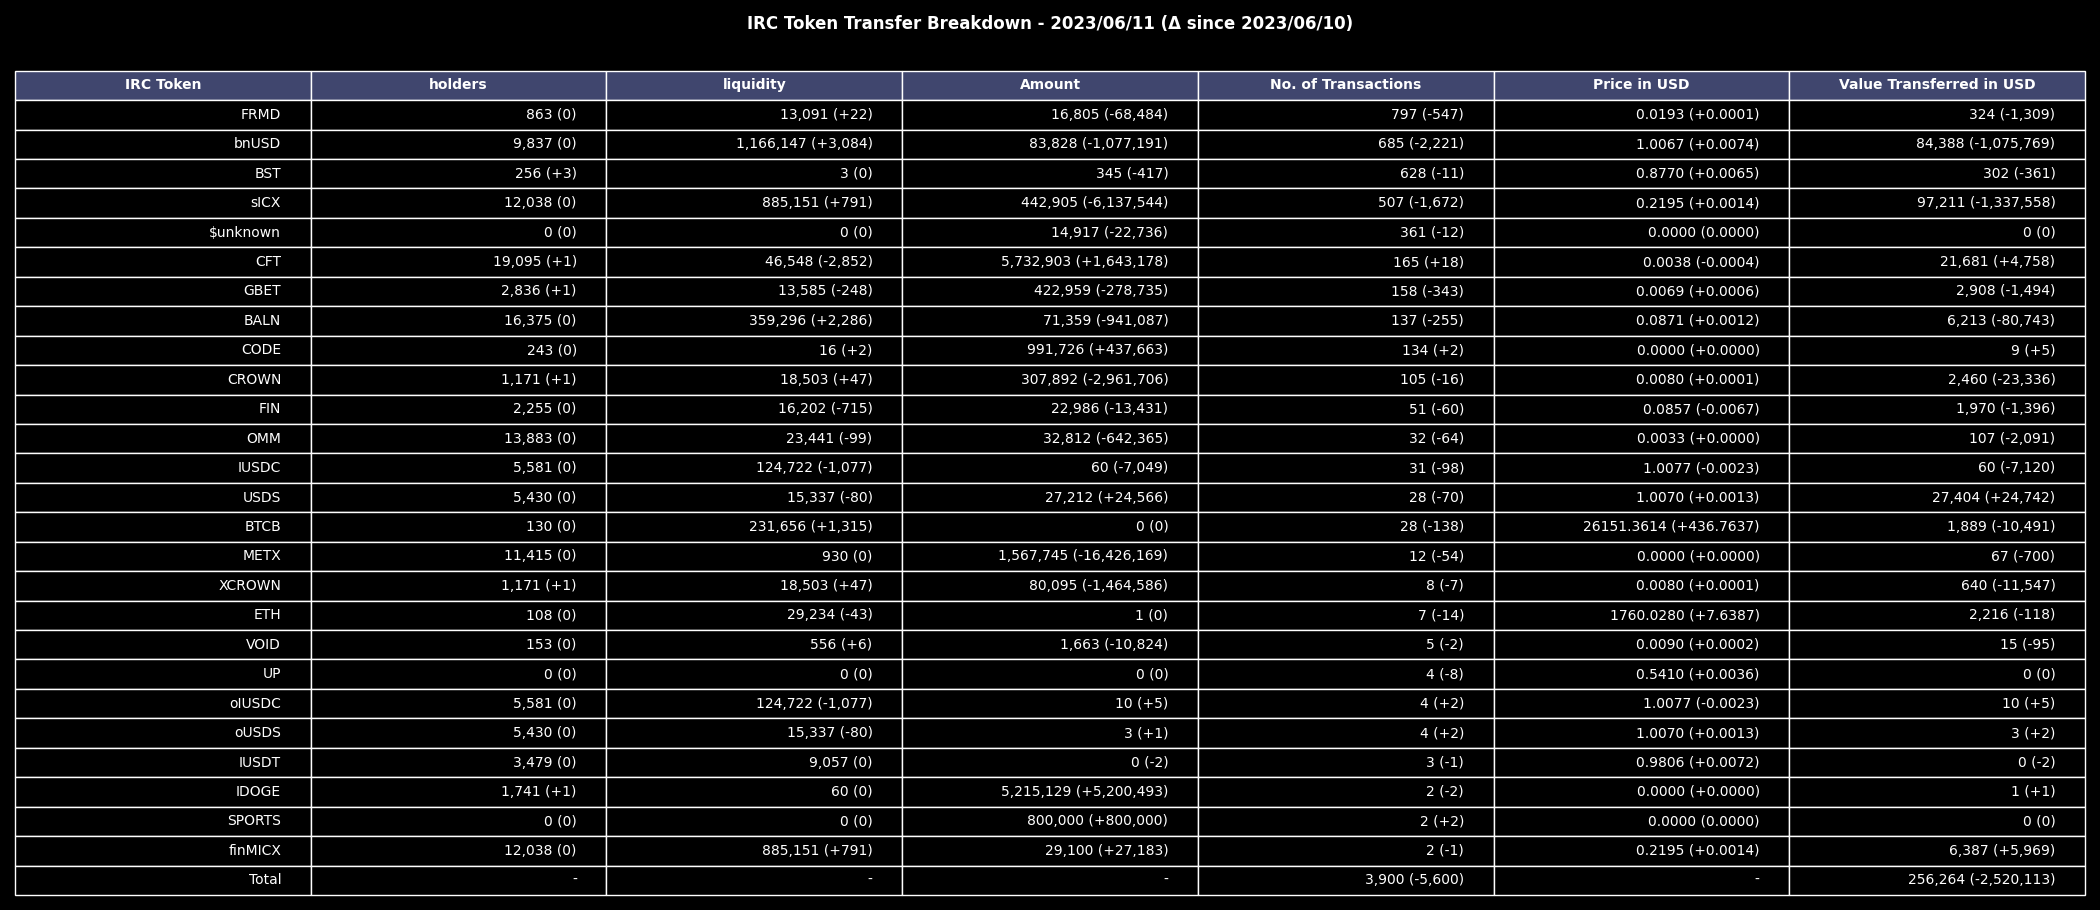 IRC Token Transfer Breakdown - 2023/06/11 (Δ since 2023/06/10)
IRC Token holders liquidity Amount No. of Transactions Price in USD Value Transferred in USD
FRMD 863 (0) 13,091 (+22) 16,805 (-68,484) 797 (-547) 0.0193 (+0.0001) 324 (-1,309)
bnUSD 9,837 (0) 1,166,147 (+3,084) 83,828 (-1,077,191) 685 (-2,221) 1.0067 (+0.0074) 84,388 (-1,075,769)
BST 256 (+3) 3 (0) 345 (-417) 628 (-11) 0.8770 (+0.0065) 302 (-361)
sICX 12,038 (0) 885,151 (+791) 442,905 (-6,137,544) 507 (-1,672) 0.2195 (+0.0014) 97,211 (-1,337,558)
$unknown 0 (0) 0 (0) 14,917 (-22,736) 361 (-12) 0.0000 (0.0000) 0 (0)
CFT 19,095 (+1) 46,548 (-2,852) 5,732,903 (+1,643,178) 165 (+18) 0.0038 (-0.0004) 21,681 (+4,758)
GBET 2,836 (+1) 13,585 (-248) 422,959 (-278,735) 158 (-343) 0.0069 (+0.0006) 2,908 (-1,494)
BALN 16,375 (0) 359,296 (+2,286) 71,359 (-941,087) 137 (-255) 0.0871 (+0.0012) 6,213 (-80,743)
CODE 243 (0) 16 (+2) 991,726 (+437,663) 134 (+2) 0.0000 (+0.0000) 9 (+5)
CROWN 1,171 (+1) 18,503 (+47) 307,892 (-2,961,706) 105 (-16) 0.0080 (+0.0001) 2,460 (-23,336)
FIN 2,255 (0) 16,202 (-715) 22,986 (-13,431) 51 (-60) 0.0857 (-0.0067) 1,970 (-1,396)
OMM 13,883 (0) 23,441 (-99) 32,812 (-642,365) 32 (-64) 0.0033 (+0.0000) 107 (-2,091)
IUSDC 5,581 (0) 124,722 (-1,077) 60 (-7,049) 31 (-98) 1.0077 (-0.0023) 60 (-7,120)
USDS 5,430 (0) 15,337 (-80) 27,212 (+24,566) 28 (-70) 1.0070 (+0.0013) 27,404 (+24,742)
BTCB 130 (0) 231,656 (+1,315) 0 (0) 28 (-138) 26151.3614 (+436.7637) 1,889 (-10,491)
METX 11,415 (0) 930 (0) 1,567,745 (-16,426,169) 12 (-54) 0.0000 (+0.0000) 67 (-700)
XCROWN 1,171 (+1) 18,503 (+47) 80,095 (-1,464,586) 8 (-7) 0.0080 (+0.0001) 640 (-11,547)
ETH 108 (0) 29,234 (-43) 1 (0) 7 (-14) 1760.0280 (+7.6387) 2,216 (-118)
VOID 153 (0) 556 (+6) 1,663 (-10,824) 5 (-2) 0.0090 (+0.0002) 15 (-95)
UP 0 (0) 0 (0) 0 (0) 4 (-8) 0.5410 (+0.0036) 0 (0)
oIUSDC 5,581 (0) 124,722 (-1,077) 10 (+5) 4 (+2) 1.0077 (-0.0023) 10 (+5)
oUSDS 5,430 (0) 15,337 (-80) 3 (+1) 4 (+2) 1.0070 (+0.0013) 3 (+2)
IUSDT 3,479 (0) 9,057 (0) 0 (-2) 3 (-1) 0.9806 (+0.0072) 0 (-2)
IDOGE 1,741 (+1) 60 (0) 5,215,129 (+5,200,493) 2 (-2) 0.0000 (+0.0000) 1 (+1)
SPORTS 0 (0) 0 (0) 800,000 (+800,000) 2 (+2) 0.0000 (0.0000) 0 (0)
finMICX 12,038 (0) 885,151 (+791) 29,100 (+27,183) 2 (-1) 0.2195 (+0.0014) 6,387 (+5,969)
Total - - - 3,900 (-5,600) - 256,264 (-2,520,113)